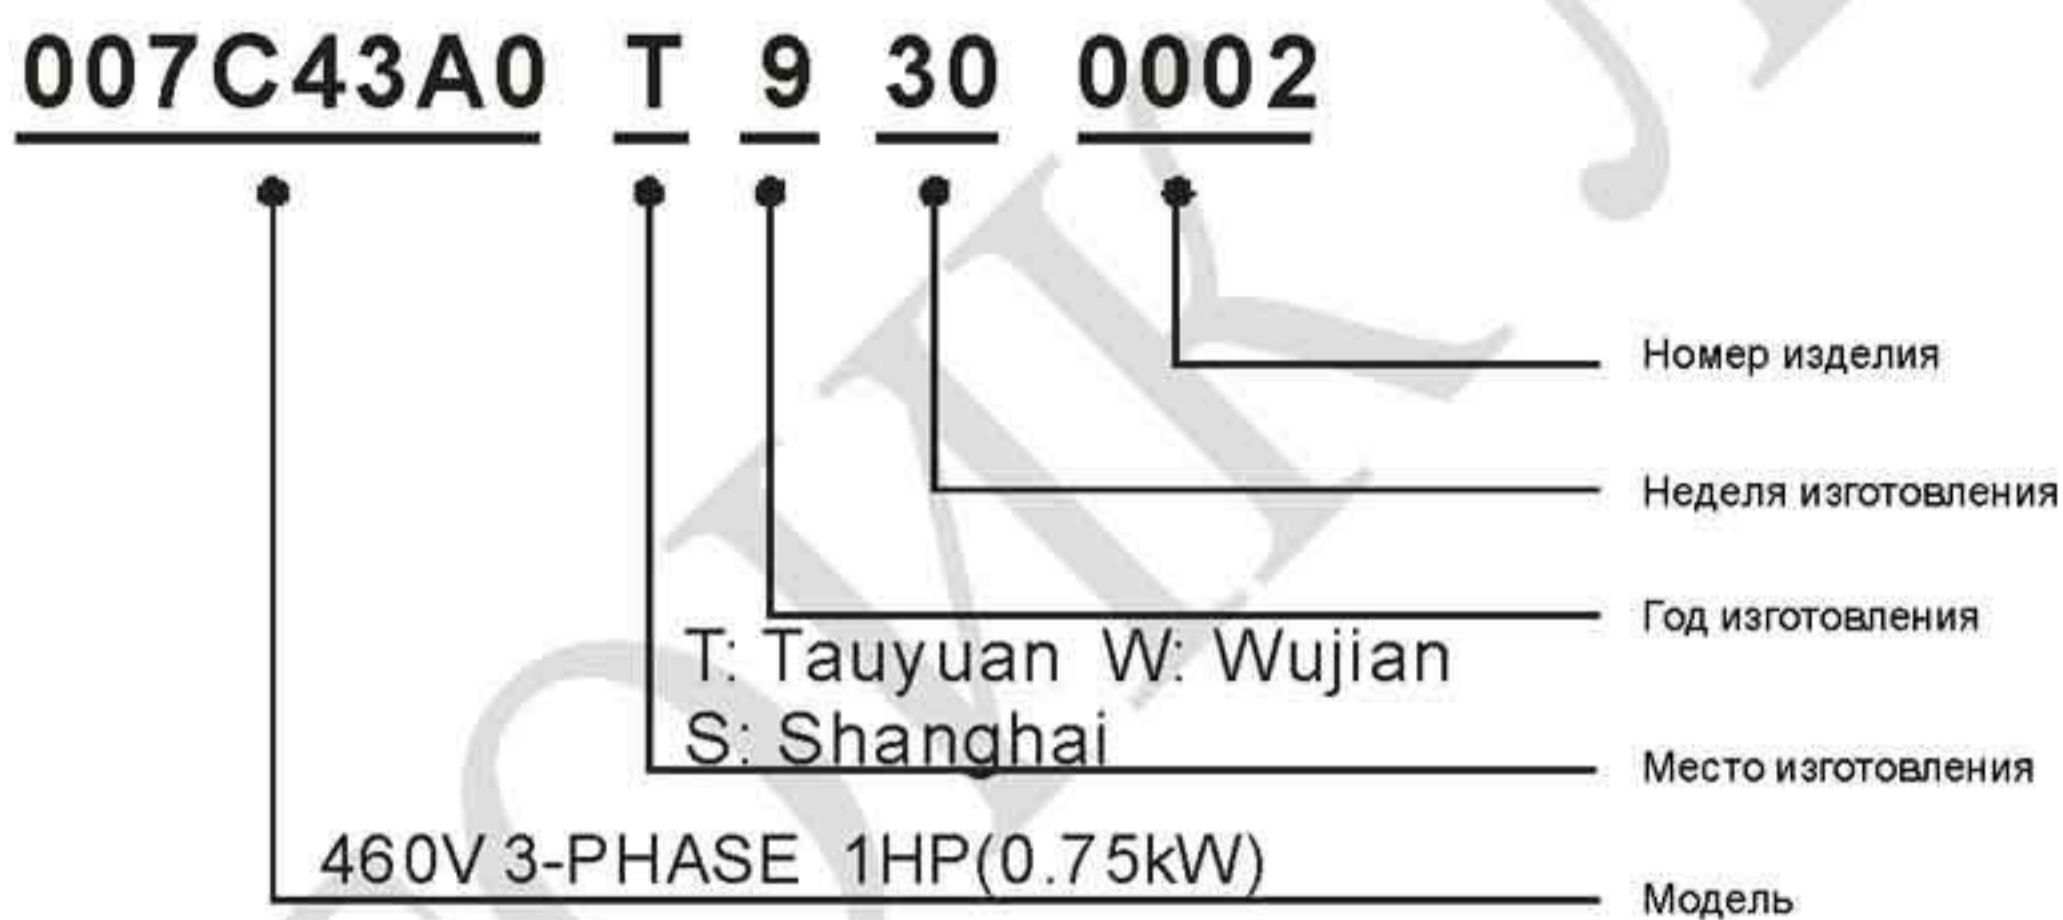 007C43A0 T 9 30 0002
Номер изделия
Неделя изготовления
Год изготовления
T: Tauyuan W: Wujian
S: Shanghai
Место изготовления
460V 3-PHASE 1HP(0.75kW)
Модель